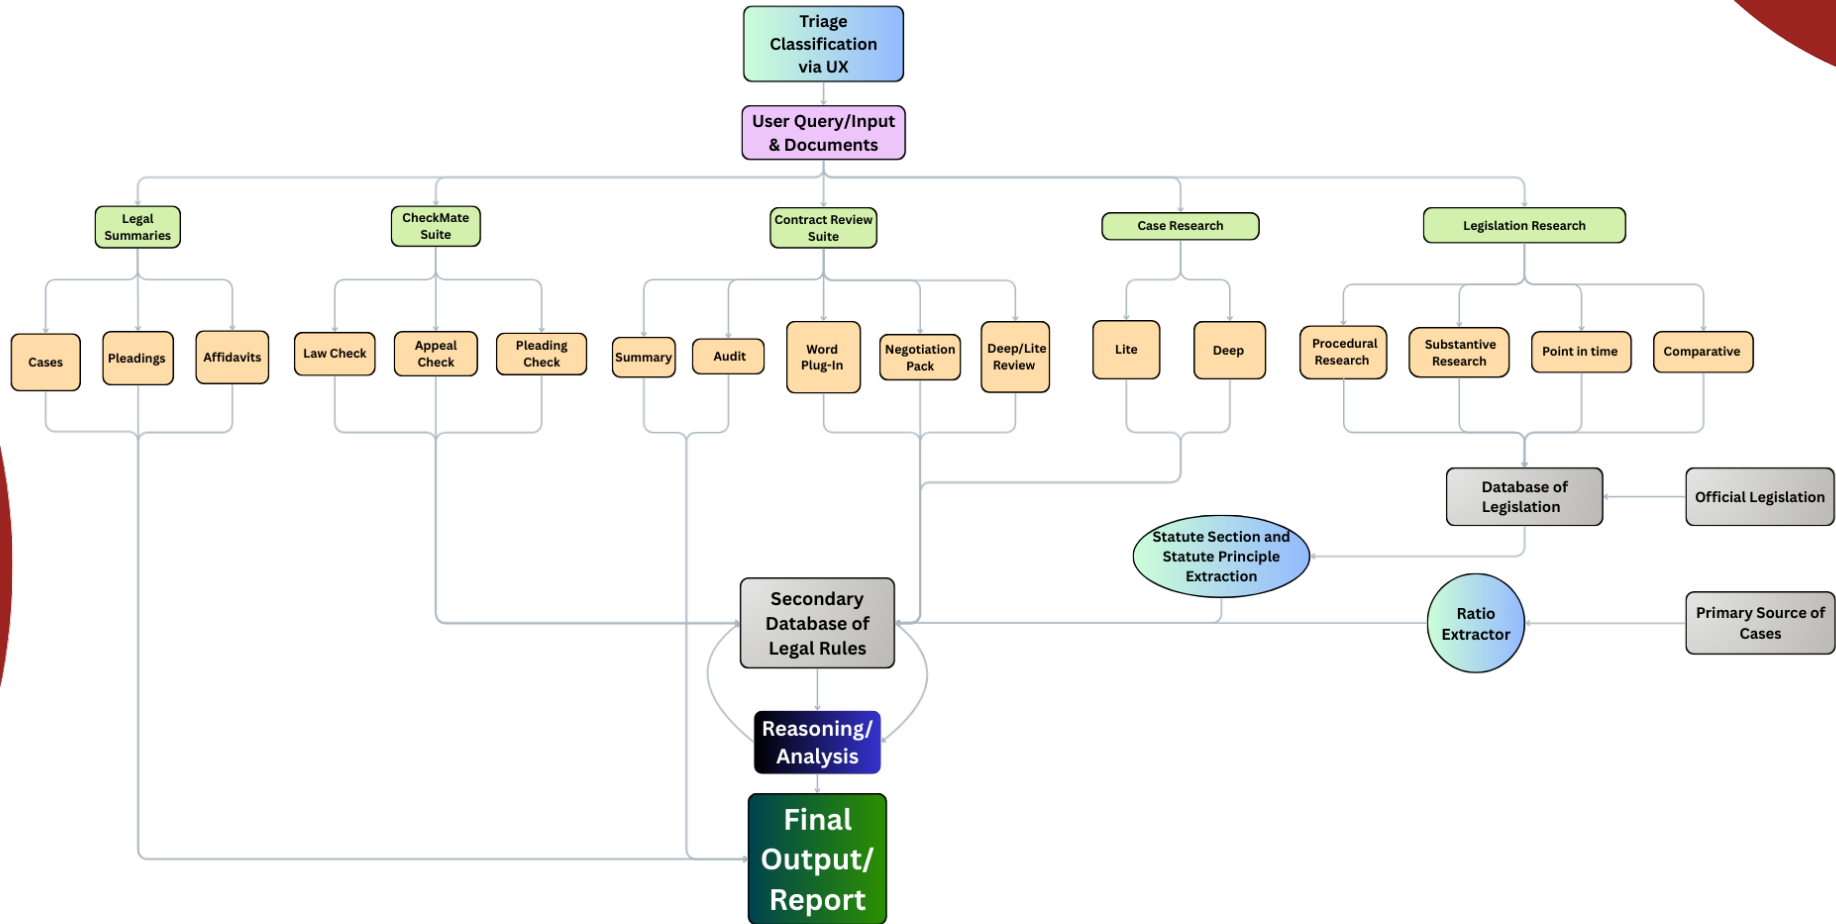 Triage
Classification
via UX
User Query/Input
& Documents
Legal
Summaries
CheckMate
Suite
Contract Review
Suite
Case Research
Legislation Research
Cases
Pleadings
Affidavits
Law Check
Appeal
Check
Pleading
Check
Summary
Audit
Word
Plug-In
Negotiation
Pack
Deep/Lite
Review
Lite
Deep
Procedural
Research
Substantive
Research
Point in time
Comparative
Database of
Legislation
Official Legislation
Statute Section and
Statute Principle
Extraction
Secondary
Database of
Legal Rules
Ratio
Extractor
Primary Source of
Cases
Reasoning/
Analysis
Final
Output/
Report